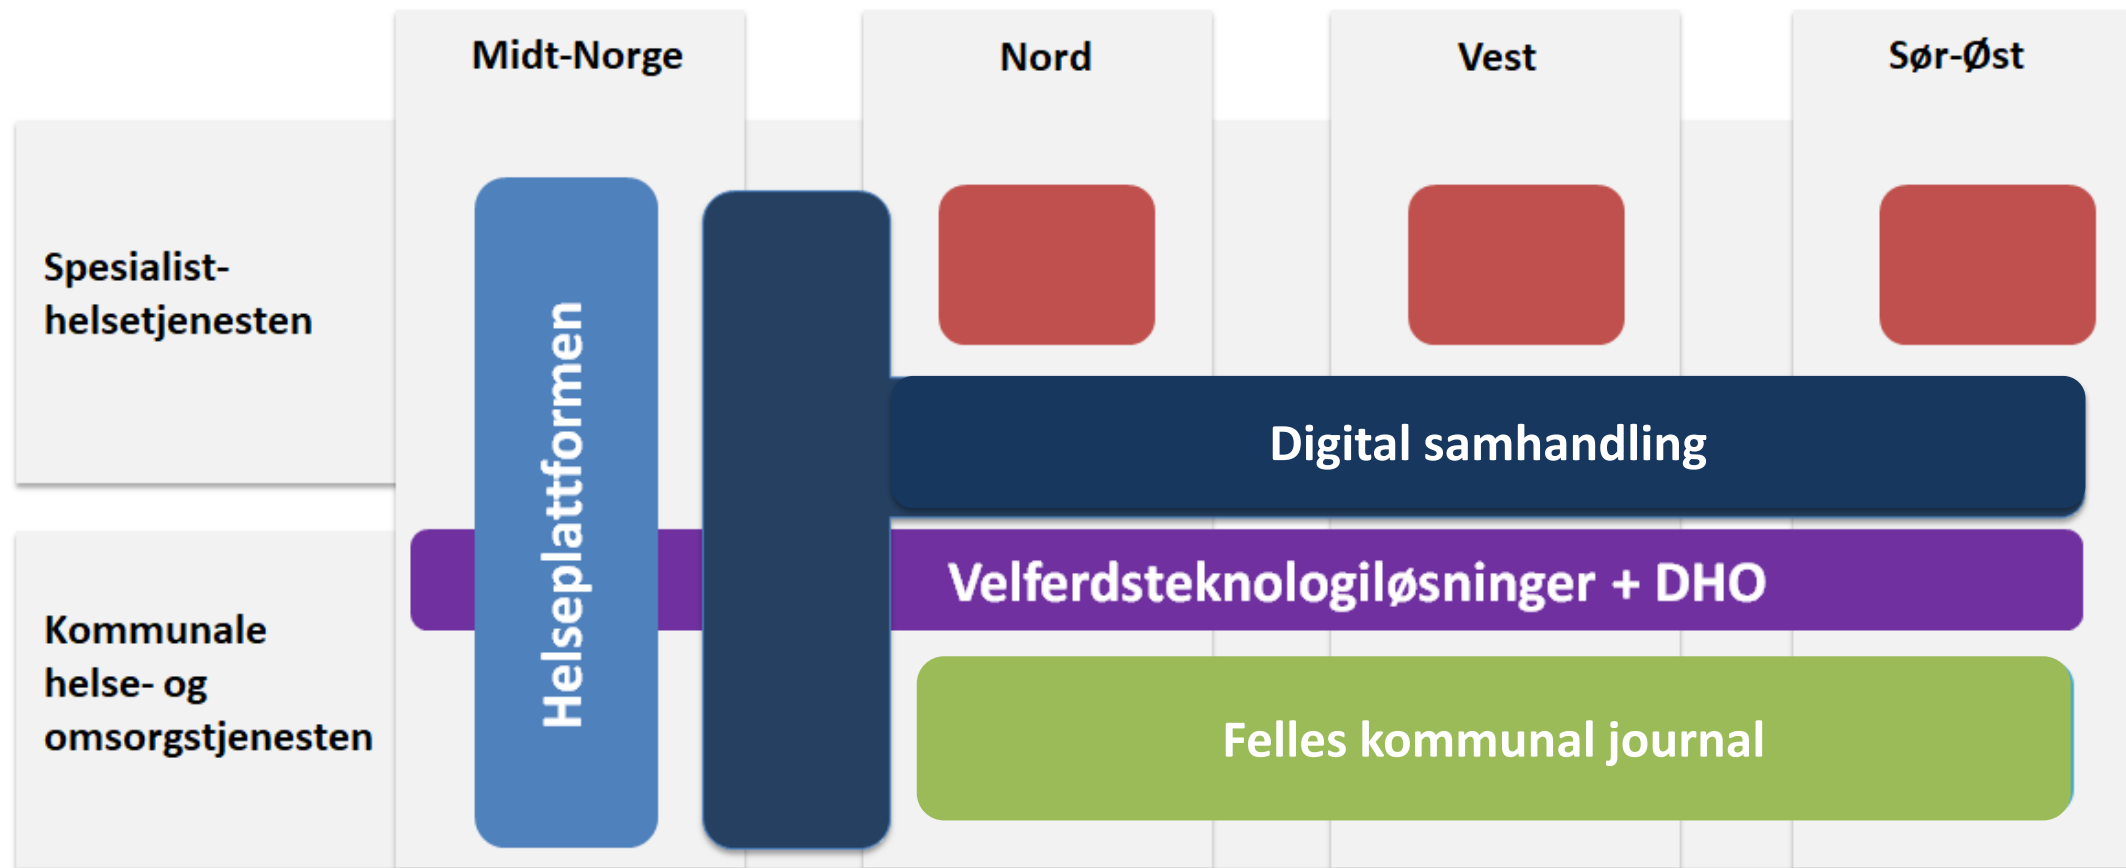 Midt-Norge
Nord
Vest
Sør-Øst
Spesialist-
helsetjenesten
Helseplattformen
Digital samhandling
Velferdsteknologiløsninger + DHO
Kommunale
helse- og
omsorgstjenesten
Felles kommunal journal